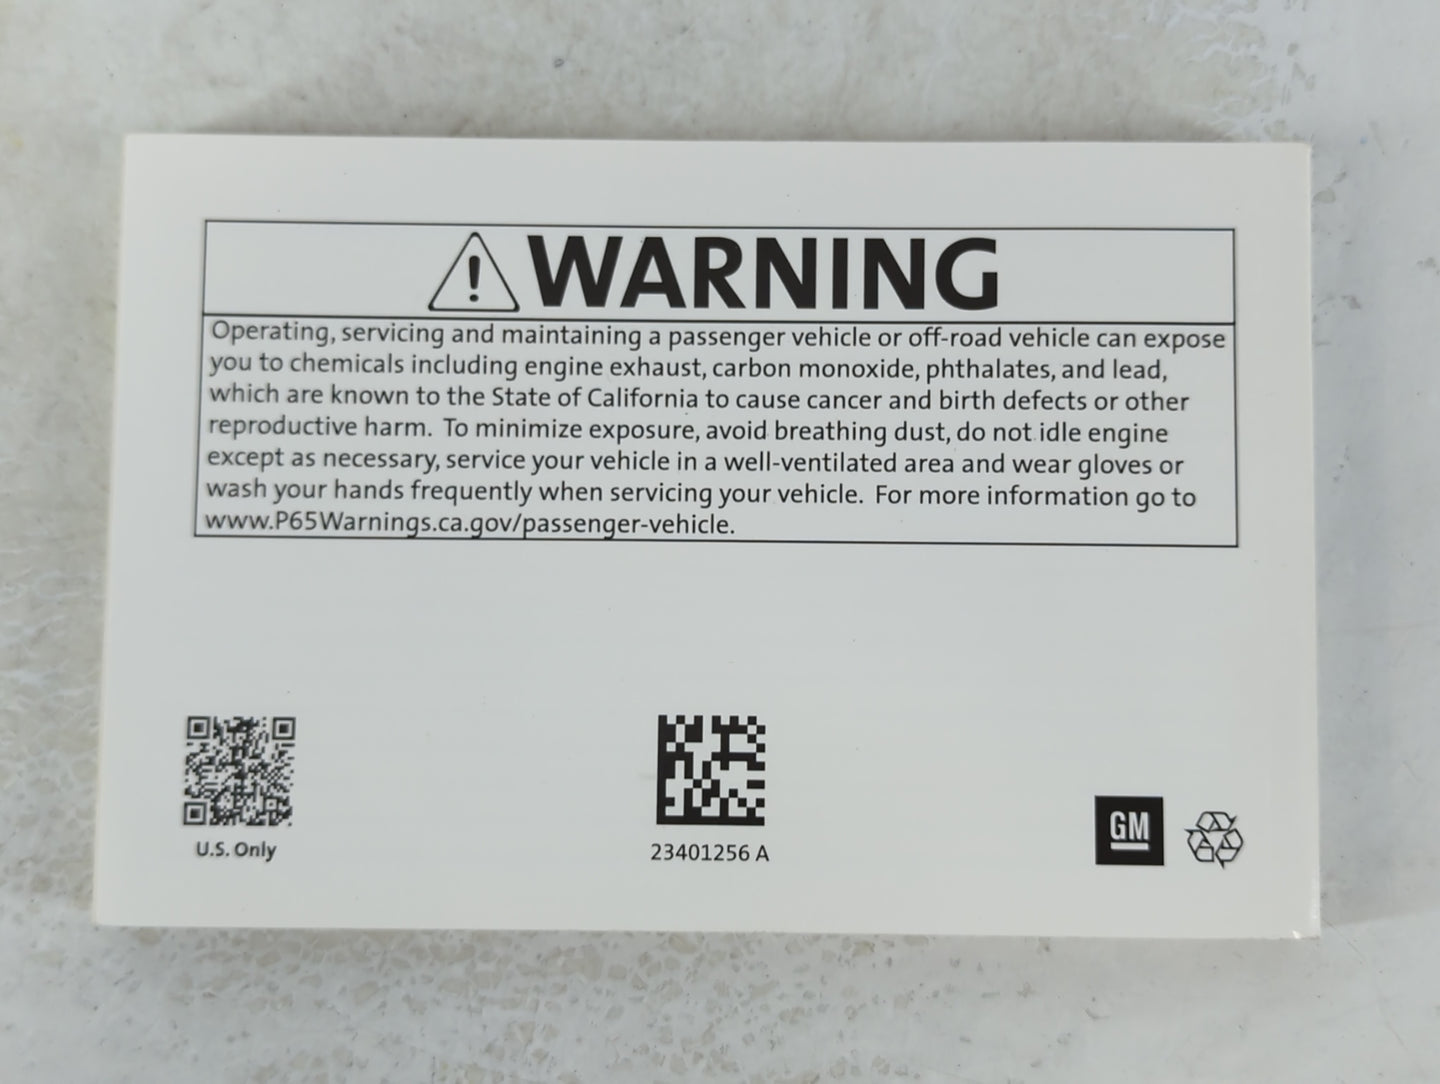 WARNING
Operating, servicing and maintaining a passenger vehicle or off-road vehicle can expose
you to chemicals including engine exhaust, carbon monoxide, phthalates, and lead,
which are known to the State of California to cause cancer and birth defects or other
reproductive harm. To minimize exposure, avoid breathing dust, do not idle engine
except as necessary, service your vehicle in a well-ventilated area and wear gloves or
wash your hands frequently when servicing your vehicle. For more information go to
www.P65Warnings.ca.gov/passenger-vehicle.
U.S. Only
23401256 A
GM